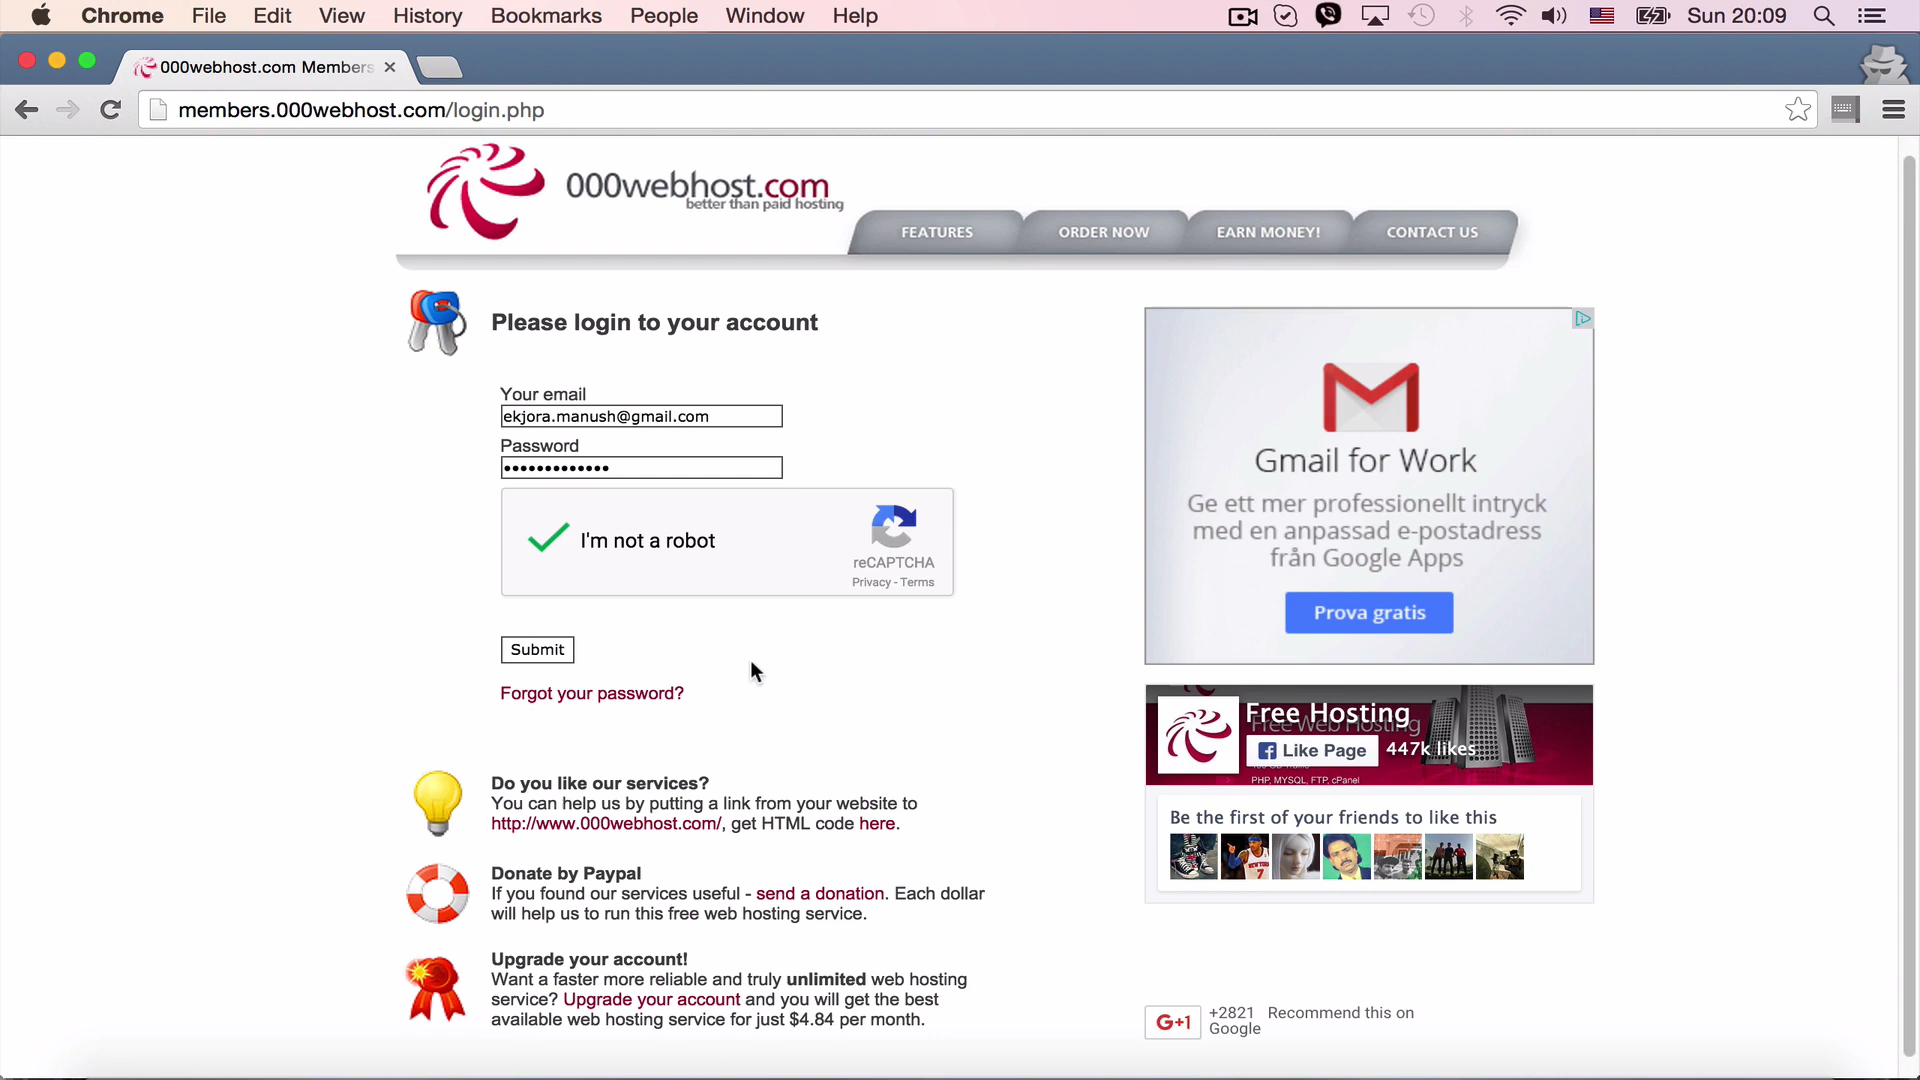 Chrome File Edit View History Bookmarks People Window Help Sun 20:09
000webhost.com Members
members.000webhost.com/login.php
000webhost.com
better than paid hosting
FEATURES ORDER NOW EARN MONEY! CONTACT US
Please login to your account
Your email
ekjora.manush@gmail.com
Password
•••••••••••••
I'm not a robot
reCAPTCHA
Privacy - Terms
Submit
Forgot your password?
Do you like our services?
You can help us by putting a link from your website to
http://www.000webhost.com/, get HTML code here.
Donate by Paypal
If you found our services useful - send a donation. Each dollar
will help us to run this free web hosting service.
Upgrade your account!
Want a faster more reliable and truly unlimited web hosting
service? Upgrade your account and you will get the best
available web hosting service for just $4.84 per month.
Gmail for Work
Ge ett mer professionellt intryck
med en anpassad e-postadress
från Google Apps
Prova gratis
Free Hosting
Free Web Hosting
Like Page 447k likes
PHP, MYSQL, FTP, cPanel
Be the first of your friends to like this
NEW YORK
7
G+1 +2821 Recommend this on
Google